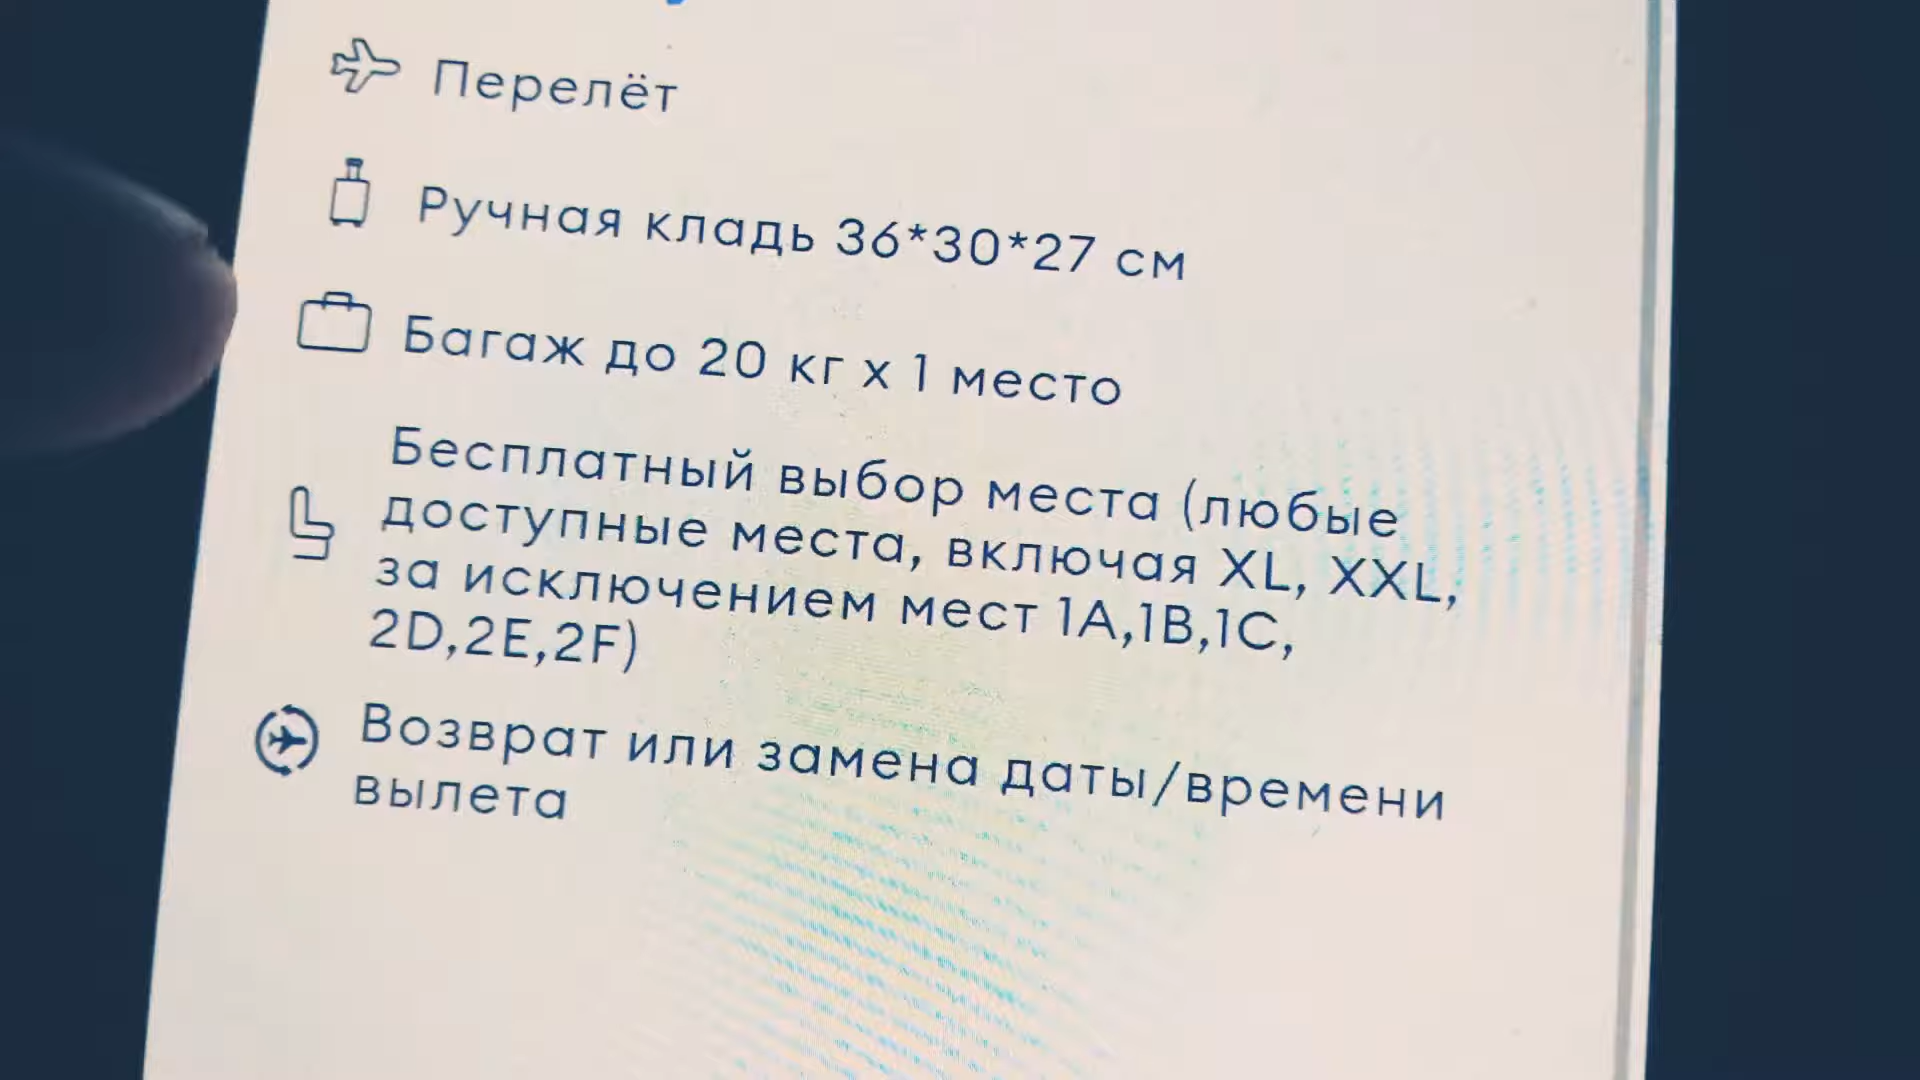 Перелёт
Ручная кладь 36*30*27 см
Багаж до 20 кг х 1 место
Бесплатный выбор места (любые
доступные места, включая XL, XXL,
за исключением мест 1A,1B,1C,
2D,2E,2F)
Возврат или замена даты/времени
вылета